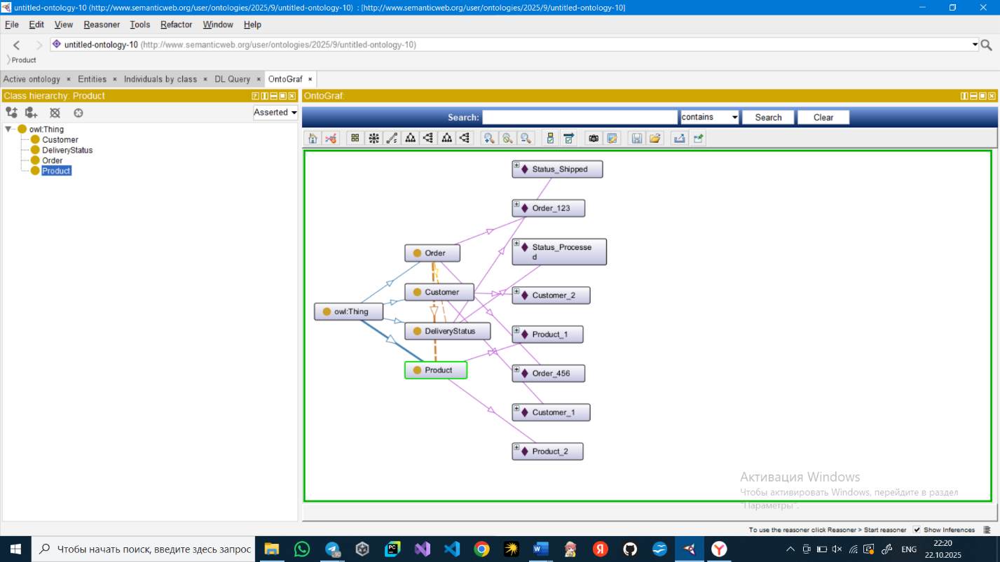 untitled-ontology-10 (http://www.semanticweb.org/user/ontologies/2025/9/untitled-ontology-10) : [http://www.semanticweb.org/user/ontologies/2025/9/untitled-ontology-10]
File Edit View Reasoner Tools Refactor Window Help
untitled-ontology-10 (http://www.semanticweb.org/user/ontologies/2025/9/untitled-ontology-10)
Product
Active ontology × Entities × Individuals by class × DL Query × OntoGraf ×
Class hierarchy: Product
Asserted
owl:Thing
Customer
DeliveryStatus
Order
Product
OntoGraf:
Search: contains Search Clear
Status_Shipped
Order_123
Status_Processe
d
Order
Customer
Customer_2
owl:Thing
DeliveryStatus
Product_1
Product
Order_456
Customer_1
Product_2
Активация Windows
Чтобы активировать Windows, перейдите в раздел
"Параметры".
To use the reasoner click Reasoner > Start reasoner Show Inferences
Чтобы начать поиск, введите здесь запрос
PC
90
W
Я
Y
ENG
22:20
22.10.2025